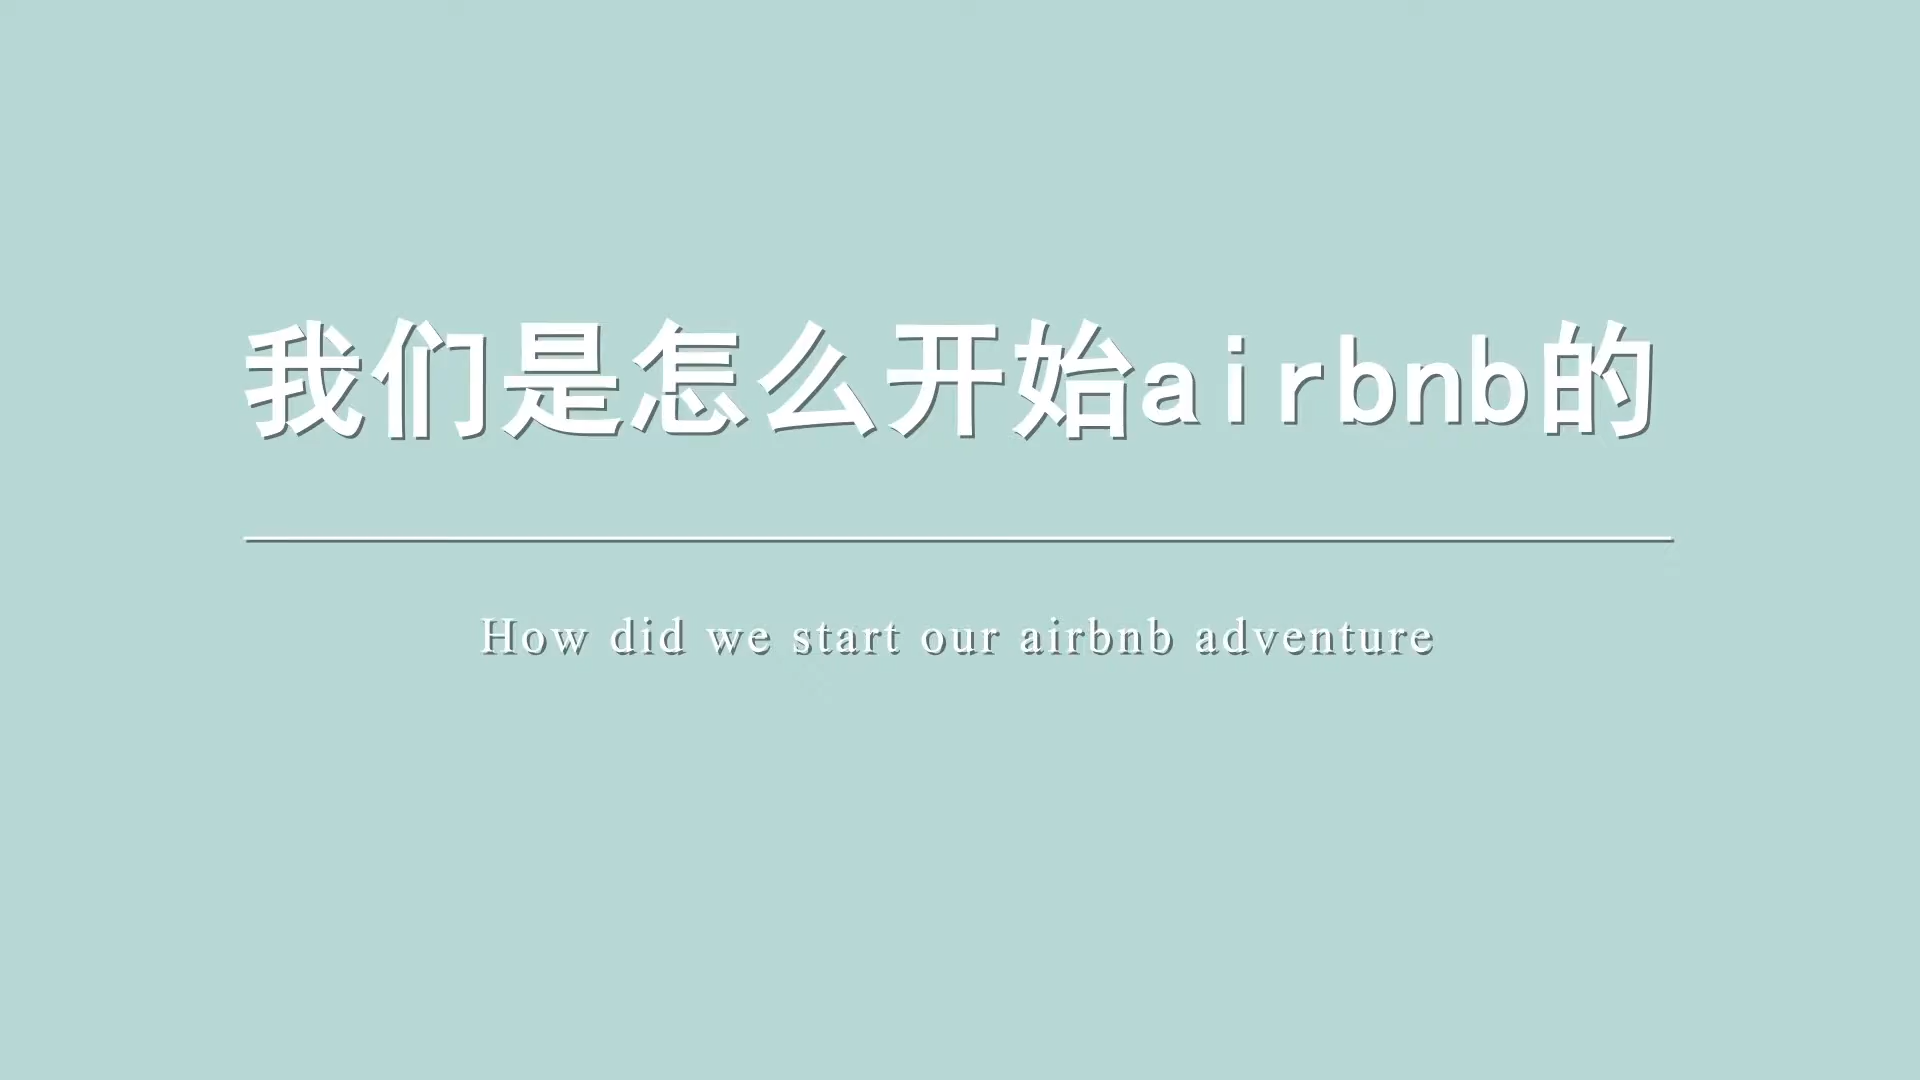 我们是怎么开始airbnb的
How did we start our airbnb adventure